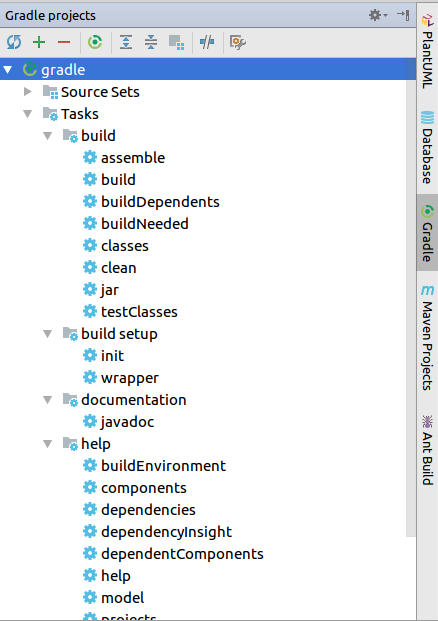 Gradle projects
gradle
Source Sets
Tasks
build
assemble
build
buildDependents
buildNeeded
classes
clean
jar
testClasses
build setup
init
wrapper
documentation
javadoc
help
buildEnvironment
components
dependencies
dependencyInsight
dependentComponents
help
model
projects
PlantUML
Database
Gradle
m Maven Projects
Ant Build